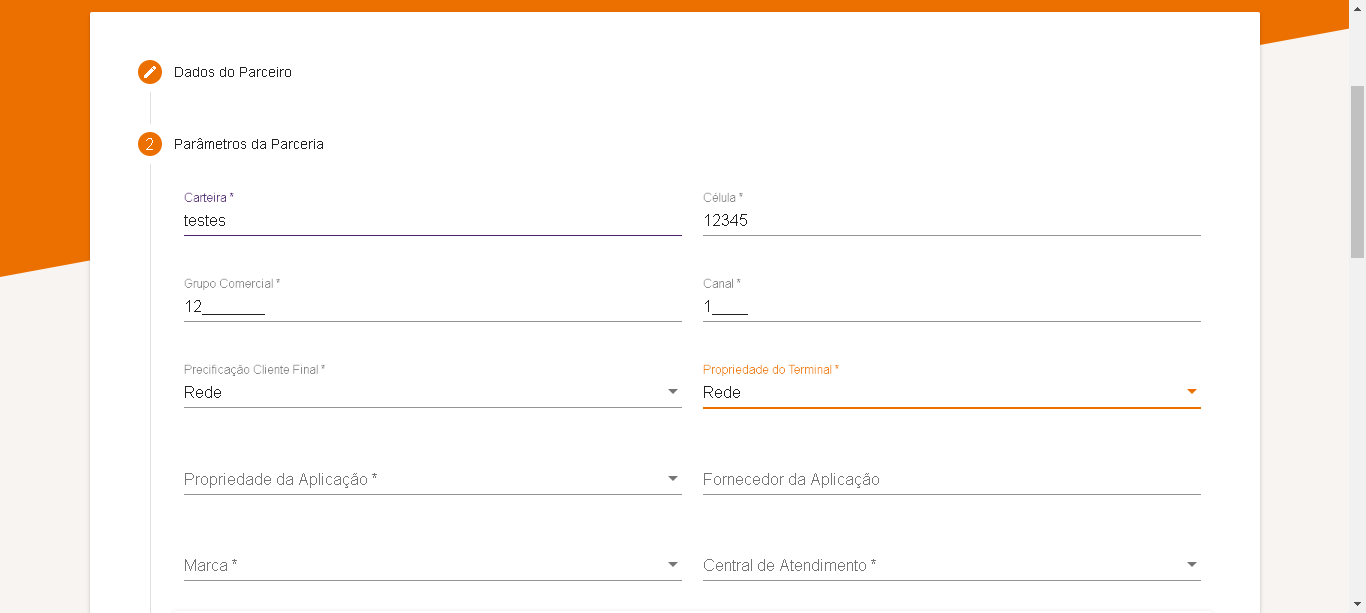 Dados do Parceiro
2 Parâmetros da Parceria
Carteira *
testes
Célula *
12345
Grupo Comercial *
12_______
Canal *
1____
Precificação Cliente Final *
Rede
Propriedade do Terminal *
Rede
Propriedade da Aplicação *
Fornecedor da Aplicação
Marca *
Central de Atendimento *